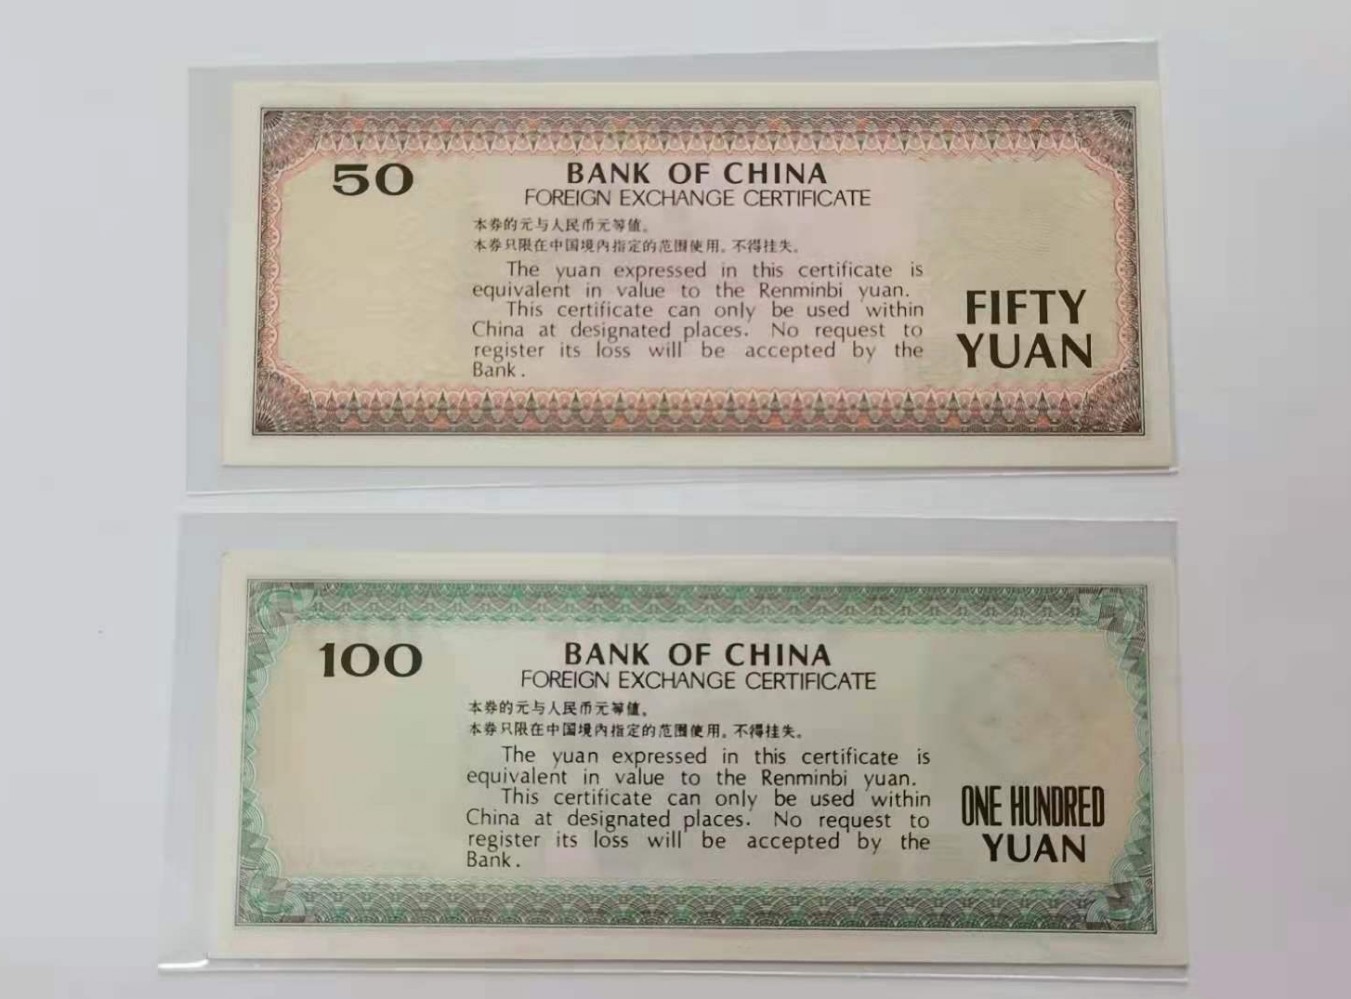 50
BANK OF CHINA
FOREIGN EXCHANGE CERTIFICATE
本券的元与人民币元等值。
本券只限在中国境内指定的范围使用,不得挂失。
The yuan expressed in this certificate is
equivalent in value to the Renminbi yuan.
This certificate can only be used within
China at designated places. No request to
register its loss will be accepted by the
Bank.
FIFTY
YUAN
100
BANK OF CHINA
FOREIGN EXCHANGE CERTIFICATE
本券的元与人民币元等值。
本券只限在中国境内指定的范围使用,不得挂失。
The yuan expressed in this certificate is
equivalent in value to the Renminbi yuan.
This certificate can only be used within
China at designated places. No request to
register its loss will be accepted by the
Bank.
ONE HUNDRED
YUAN